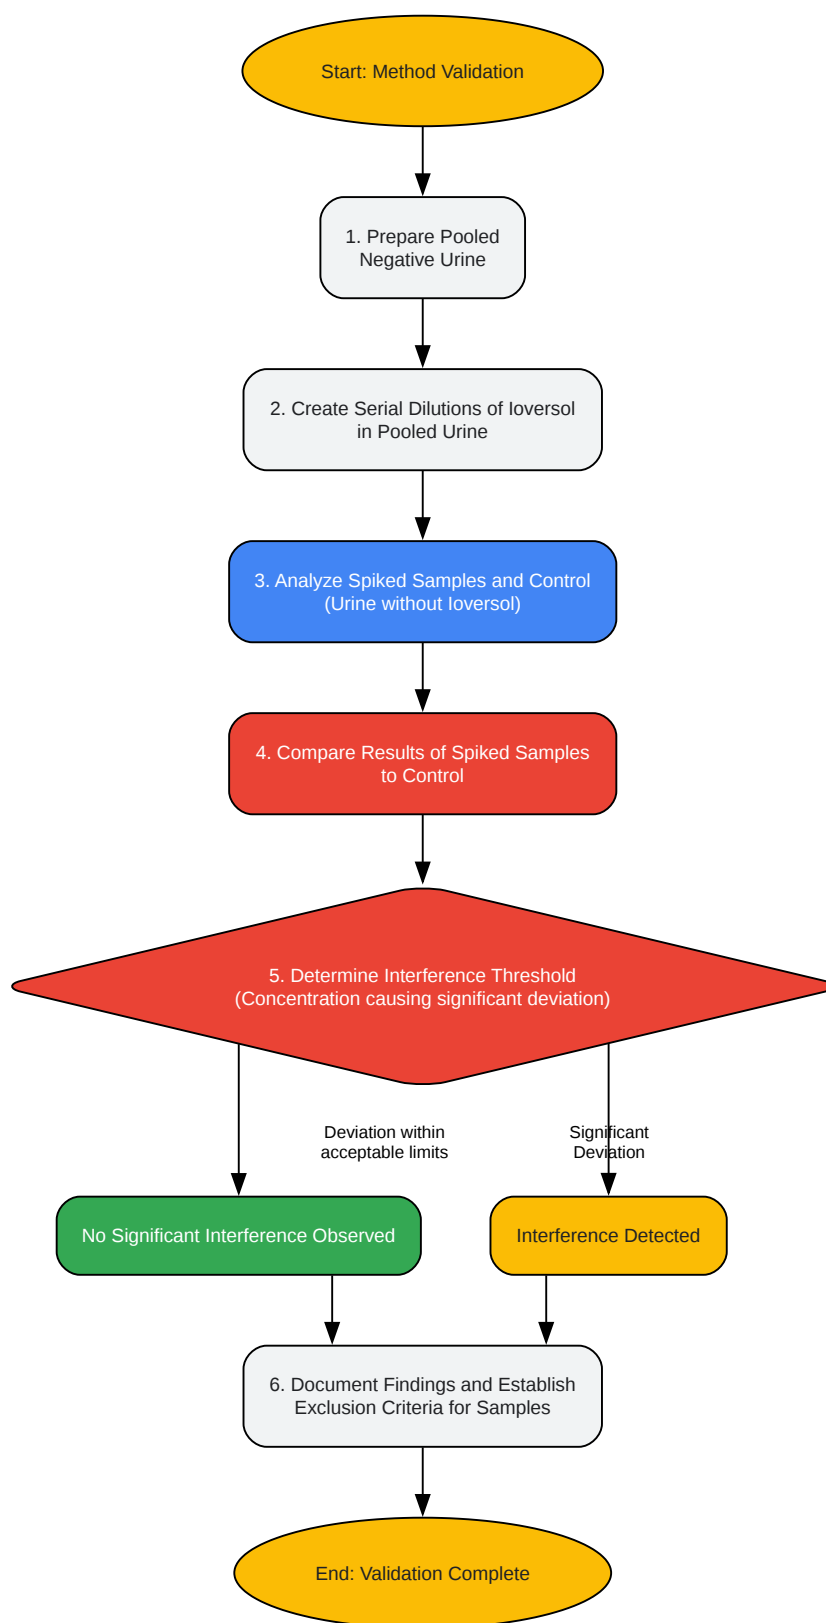 Start: Method Validation
1. Prepare Pooled
Negative Urine
2. Create Serial Dilutions of Ioversol
in Pooled Urine
3. Analyze Spiked Samples and Control
(Urine without Ioversol)
4. Compare Results of Spiked Samples
to Control
5. Determine Interference Threshold
(Concentration causing significant deviation)
Deviation within
acceptable limits
Significant
Deviation
No Significant Interference Observed
Interference Detected
6. Document Findings and Establish
Exclusion Criteria for Samples
End: Validation Complete